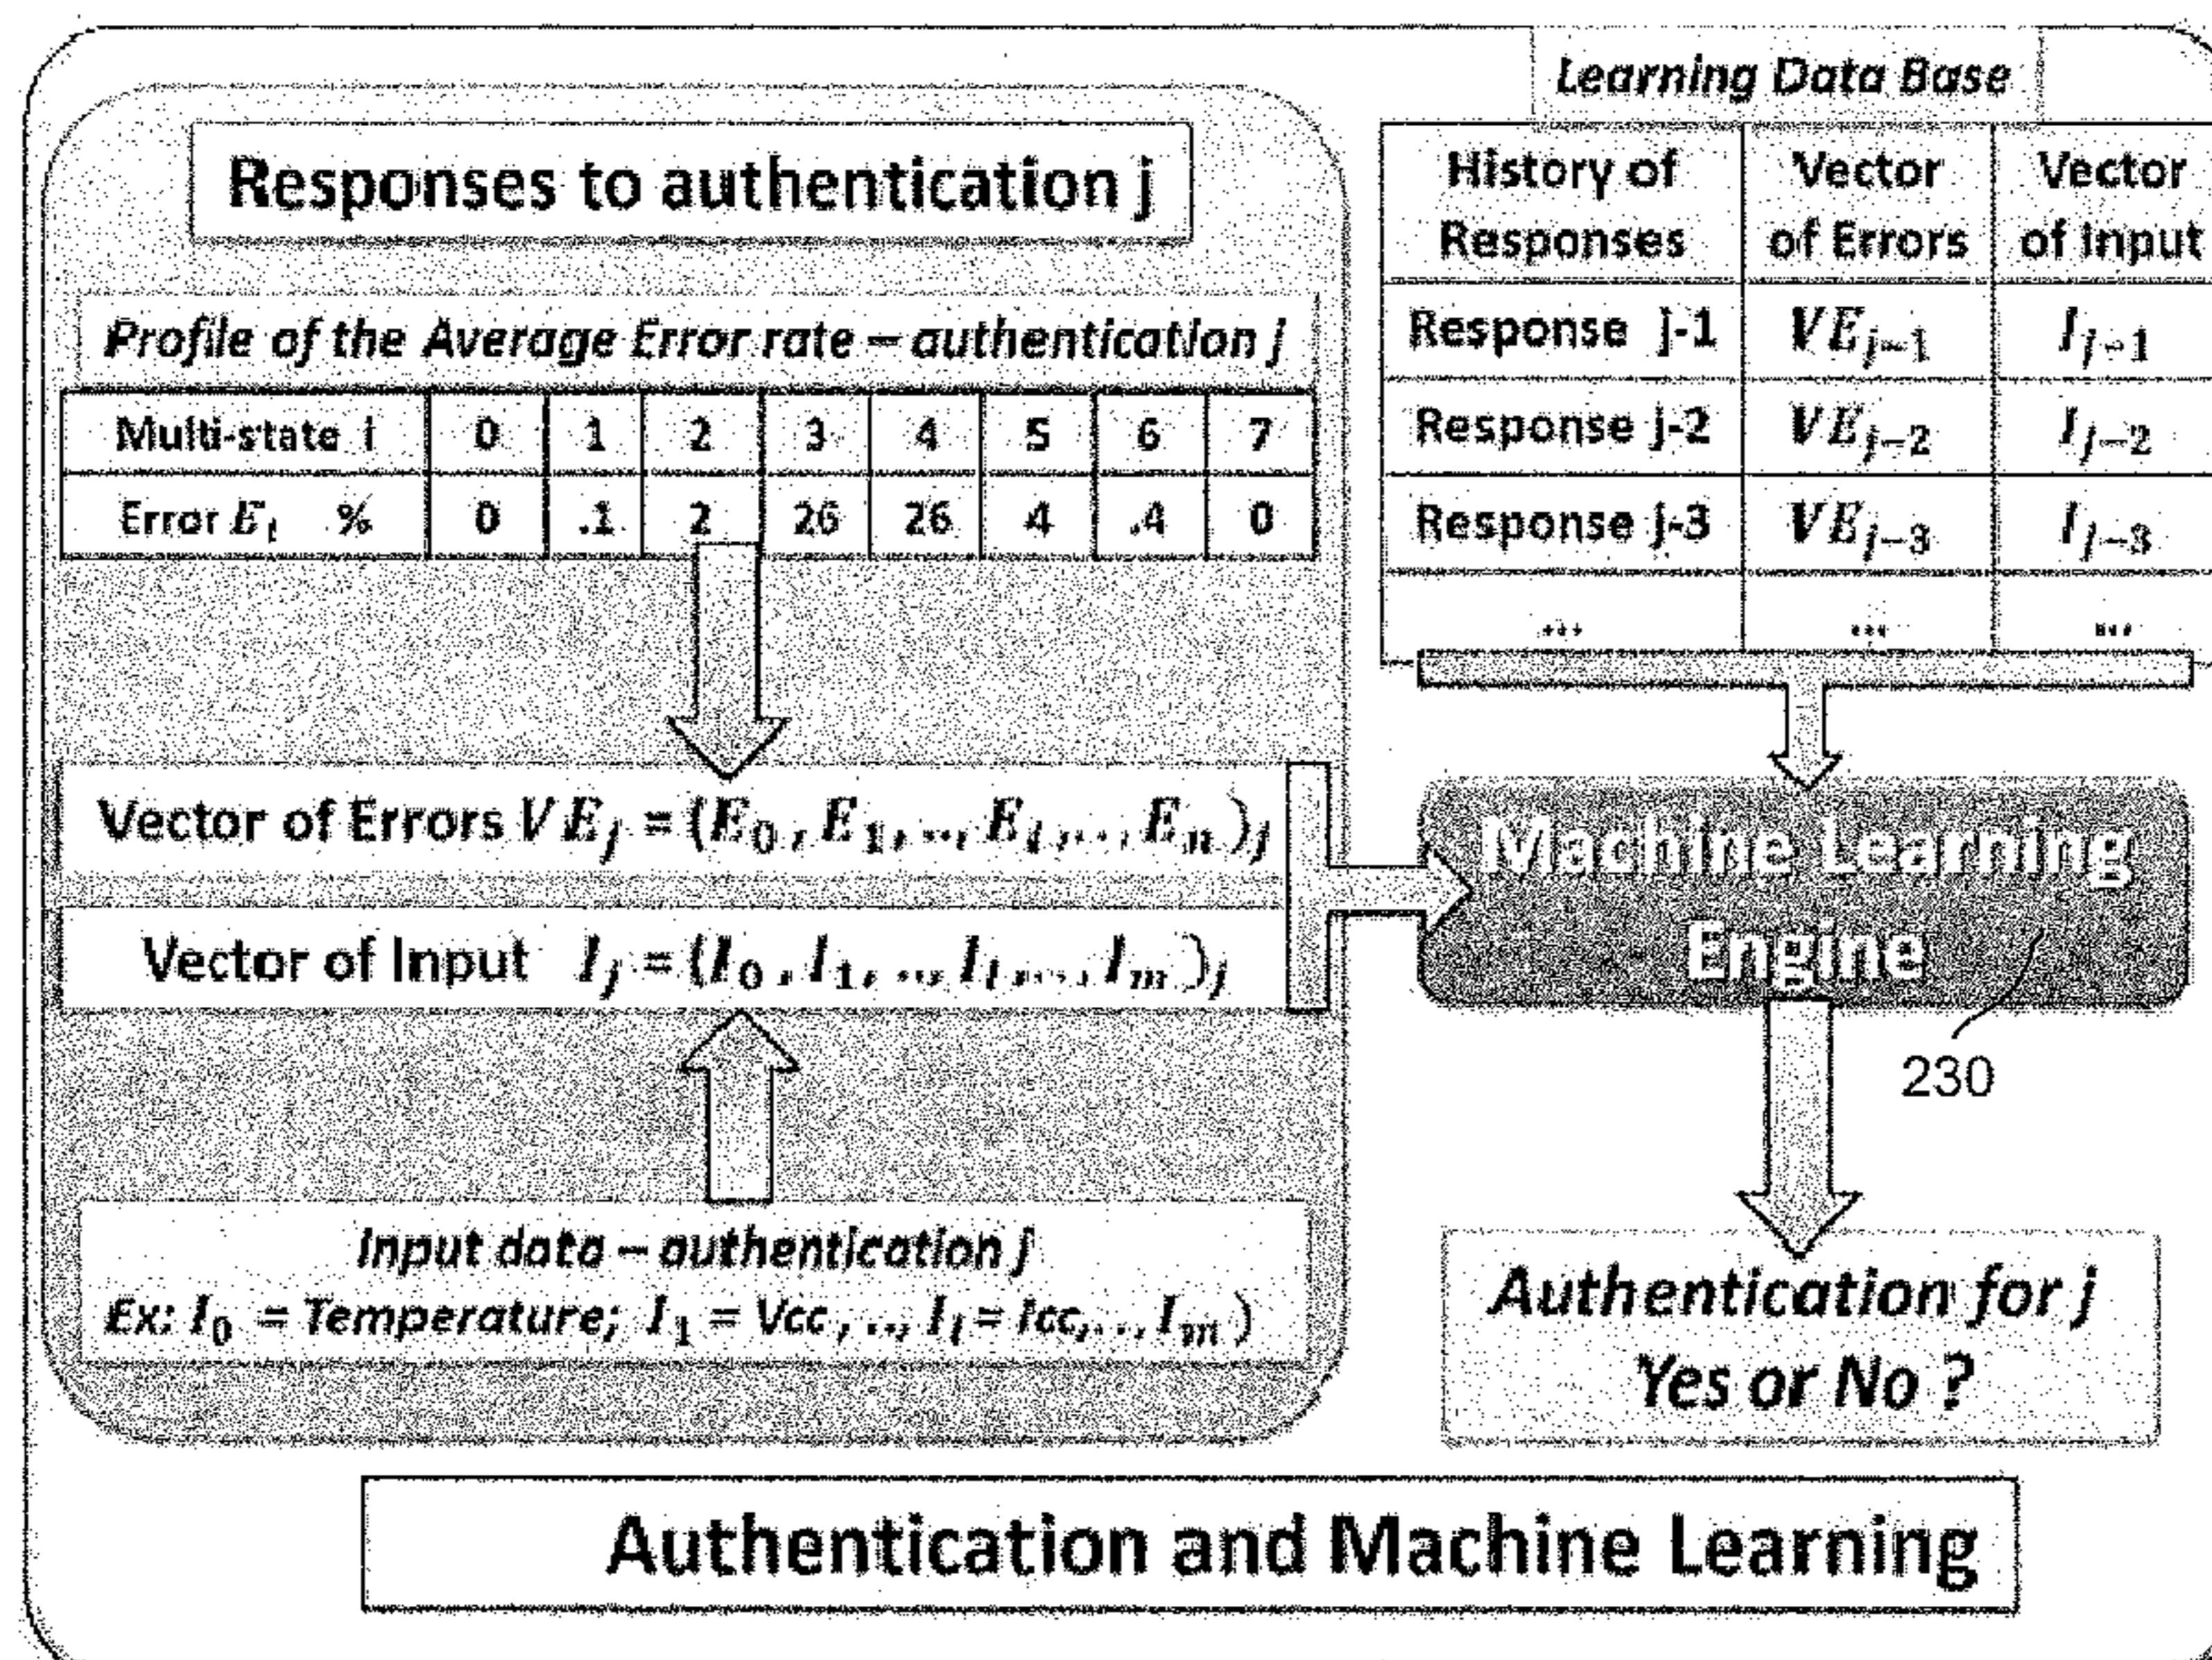 Responses to authentication j
Profile of the Average Error rate – authentication j
Multi-state i 0 1 2 3 4 5 6 7
Error E_i % 0 .1 2 26 26 4 .4 0
Vector of Errors VE_j = (E_0, E_1, .., E_i,.., E_n)_j
Vector of Input I_j = (I_0, I_1, .., I_l,.., I_m)_j
Input data – authentication j
Ex: I_0 = Temperature; I_1 = Vcc, .., I_l = Icc,.., I_m)
Learning Data Base
History of Responses Vector of Errors Vector of Input
Response j-1 VE_{j-1} I_{j-1}
Response j-2 VE_{j-2} I_{j-2}
Response j-3 VE_{j-3} I_{j-3}
... ... ...
Machine Learning
Engine
230
Authentication for j
Yes or No ?
Authentication and Machine Learning